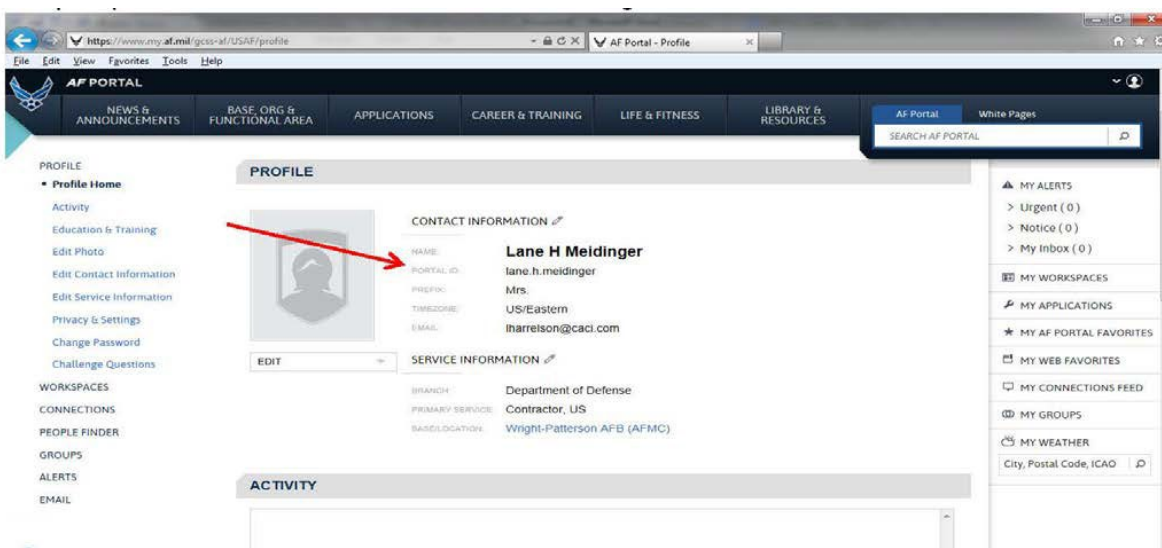 https://www.my.af.mil/gcss-af/USAF/profile
AF Portal - Profile
File Edit View Favorites Tools Help
AF PORTAL
NEWS & ANNOUNCEMENTS
BASE, ORG & FUNCTIONAL AREA
APPLICATIONS
CAREER & TRAINING
LIFE & FITNESS
LIBRARY & RESOURCES
AF Portal White Pages
SEARCH AF PORTAL
PROFILE
Profile Home
Activity
Education & Training
Edit Photo
Edit Contact Information
Edit Service Information
Privacy & Settings
Change Password
Challenge Questions
WORKSPACES
CONNECTIONS
PEOPLE FINDER
GROUPS
ALERTS
EMAIL
PROFILE
EDIT
CONTACT INFORMATION
NAME: Lane H Meidinger
PORTAL ID: lane.h.meidinger
PREFIX: Mrs.
TIMEZONE: US/Eastern
EMAIL: lharrelson@caci.com
SERVICE INFORMATION
BRANCH: Department of Defense
PRIMARY SERVICE: Contractor, US
BASE/LOCATION: Wright-Patterson AFB (AFMC)
ACTIVITY
MY ALERTS
> Urgent ( 0 )
> Notice ( 0 )
> My Inbox ( 0 )
MY WORKSPACES
MY APPLICATIONS
MY AF PORTAL FAVORITES
MY WEB FAVORITES
MY CONNECTIONS FEED
MY GROUPS
MY WEATHER
City, Postal Code, ICAO